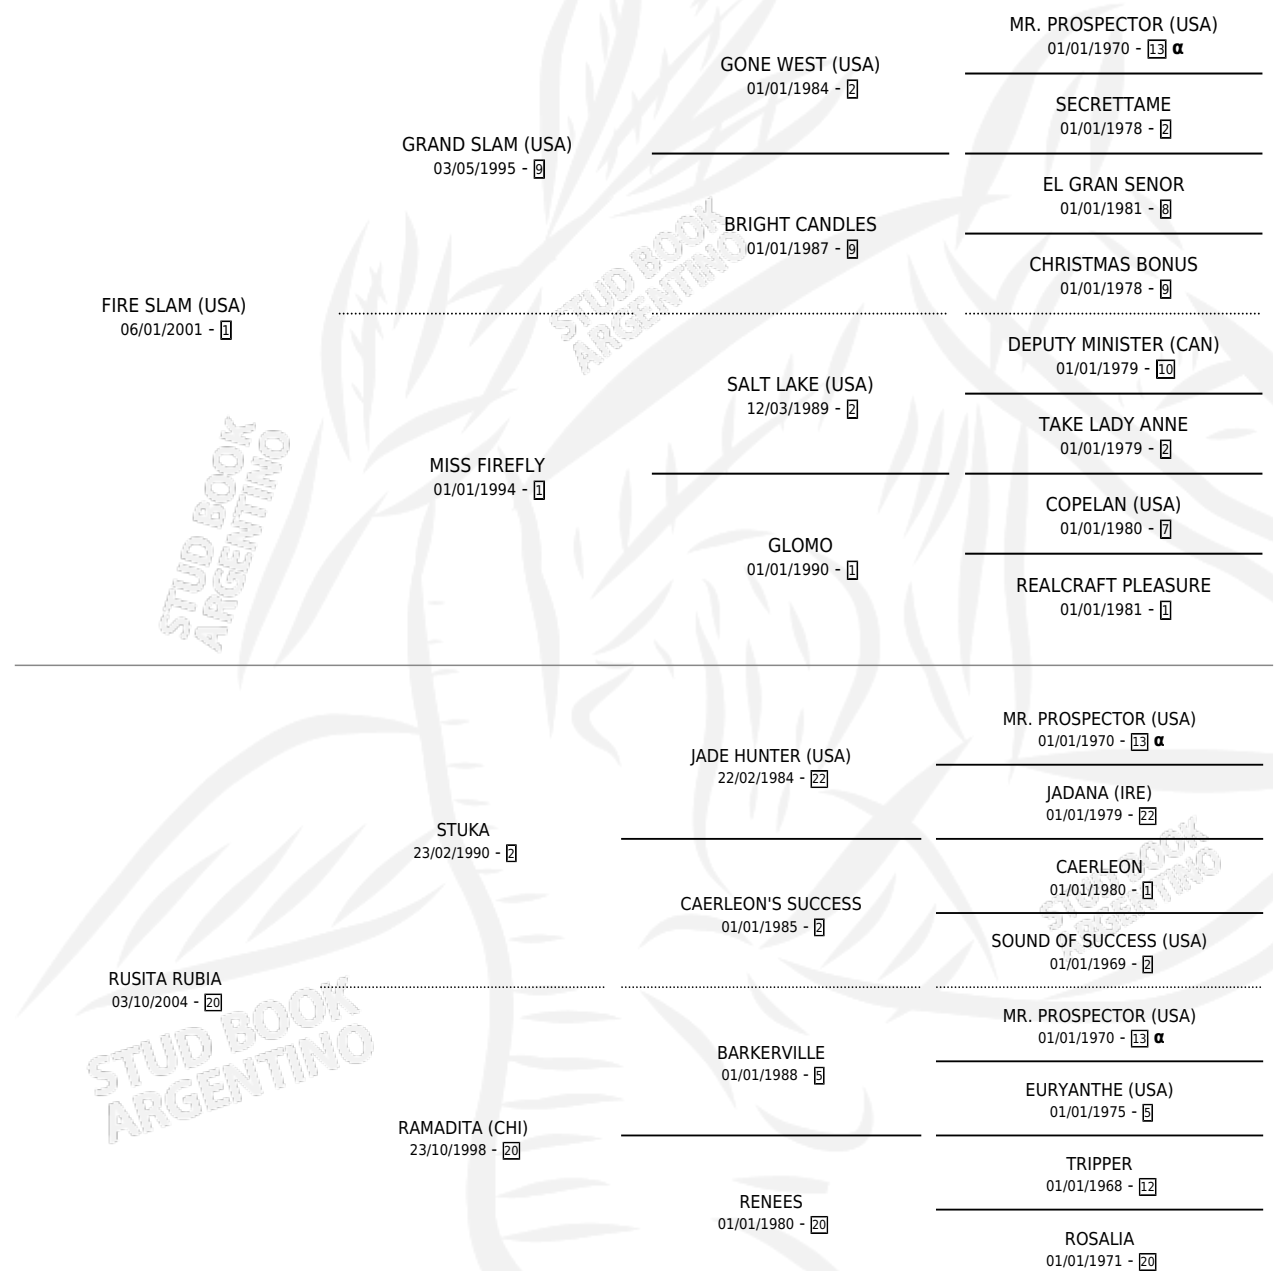 MR. PROSPECTOR (USA)
01/01/1970 - 13 α
GONE WEST (USA)
01/01/1984 - 2
SECRETTAME
01/01/1978 - 2
GRAND SLAM (USA)
03/05/1995 - 9
EL GRAN SENOR
01/01/1981 - 8
BRIGHT CANDLES
01/01/1987 - 9
CHRISTMAS BONUS
01/01/1978 - 9
FIRE SLAM (USA)
06/01/2001 - 1
DEPUTY MINISTER (CAN)
01/01/1979 - 10
SALT LAKE (USA)
12/03/1989 - 2
TAKE LADY ANNE
01/01/1979 - 2
MISS FIREFLY
01/01/1994 - 1
COPELAN (USA)
01/01/1980 - 7
GLOMO
01/01/1990 - 1
REALCRAFT PLEASURE
01/01/1981 - 1
MR. PROSPECTOR (USA)
01/01/1970 - 13 α
JADE HUNTER (USA)
22/02/1984 - 22
JADANA (IRE)
01/01/1979 - 22
STUKA
23/02/1990 - 2
CAERLEON
01/01/1980 - 1
CAERLEON'S SUCCESS
01/01/1985 - 2
SOUND OF SUCCESS (USA)
01/01/1969 - 2
RUSITA RUBIA
03/10/2004 - 20
MR. PROSPECTOR (USA)
01/01/1970 - 13 α
BARKERVILLE
01/01/1988 - 5
EURYANTHE (USA)
01/01/1975 - 5
RAMADITA (CHI)
23/10/1998 - 20
TRIPPER
01/01/1968 - 12
RENEES
01/01/1980 - 20
ROSALIA
01/01/1971 - 20
STUD BOOK
ARGENTINO
STUD BOOK
ARGENTINO
STUD BOOK
ARGENTINO
STUD BOOK
ARGENTINO